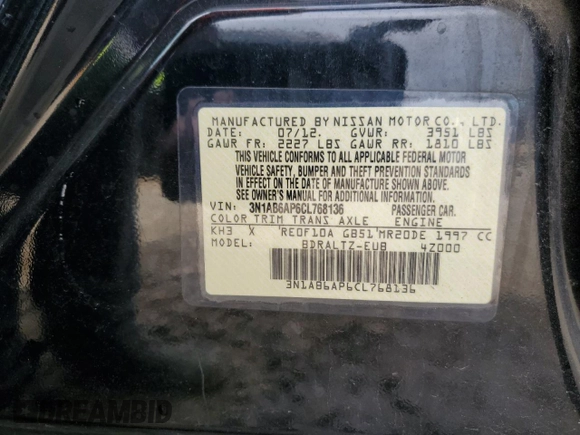 MANUFACTURED BY NISSAN MOTOR CO., LTD.
DATE: 07/12. GVWR: 3951 LBS
GAWR FR: 2227 LBS GAWR RR: 1810 LBS
THIS VEHICLE CONFORMS TO ALL APPLICABLE FEDERAL MOTOR
VEHICLE SAFETY, BUMPER AND THEFT PREVENTION STANDARDS
IN EFFECT ON THE DATE OF MANUFACTURE SHOWN ABOVE.
SEE OWNER'S MANUAL FOR ADDITIONAL INFORMATION.
VIN: 3N1AB6AP6CL768136 PASSENGER CAR.
COLOR TRIM TRANS AXLE ENGINE
KH3 X RE0F10A GB51 MR20DE 1997 CC
MODEL: BDRALTZ-EUB 4Z000
3N1AB6AP6CL768136
DREAMBID